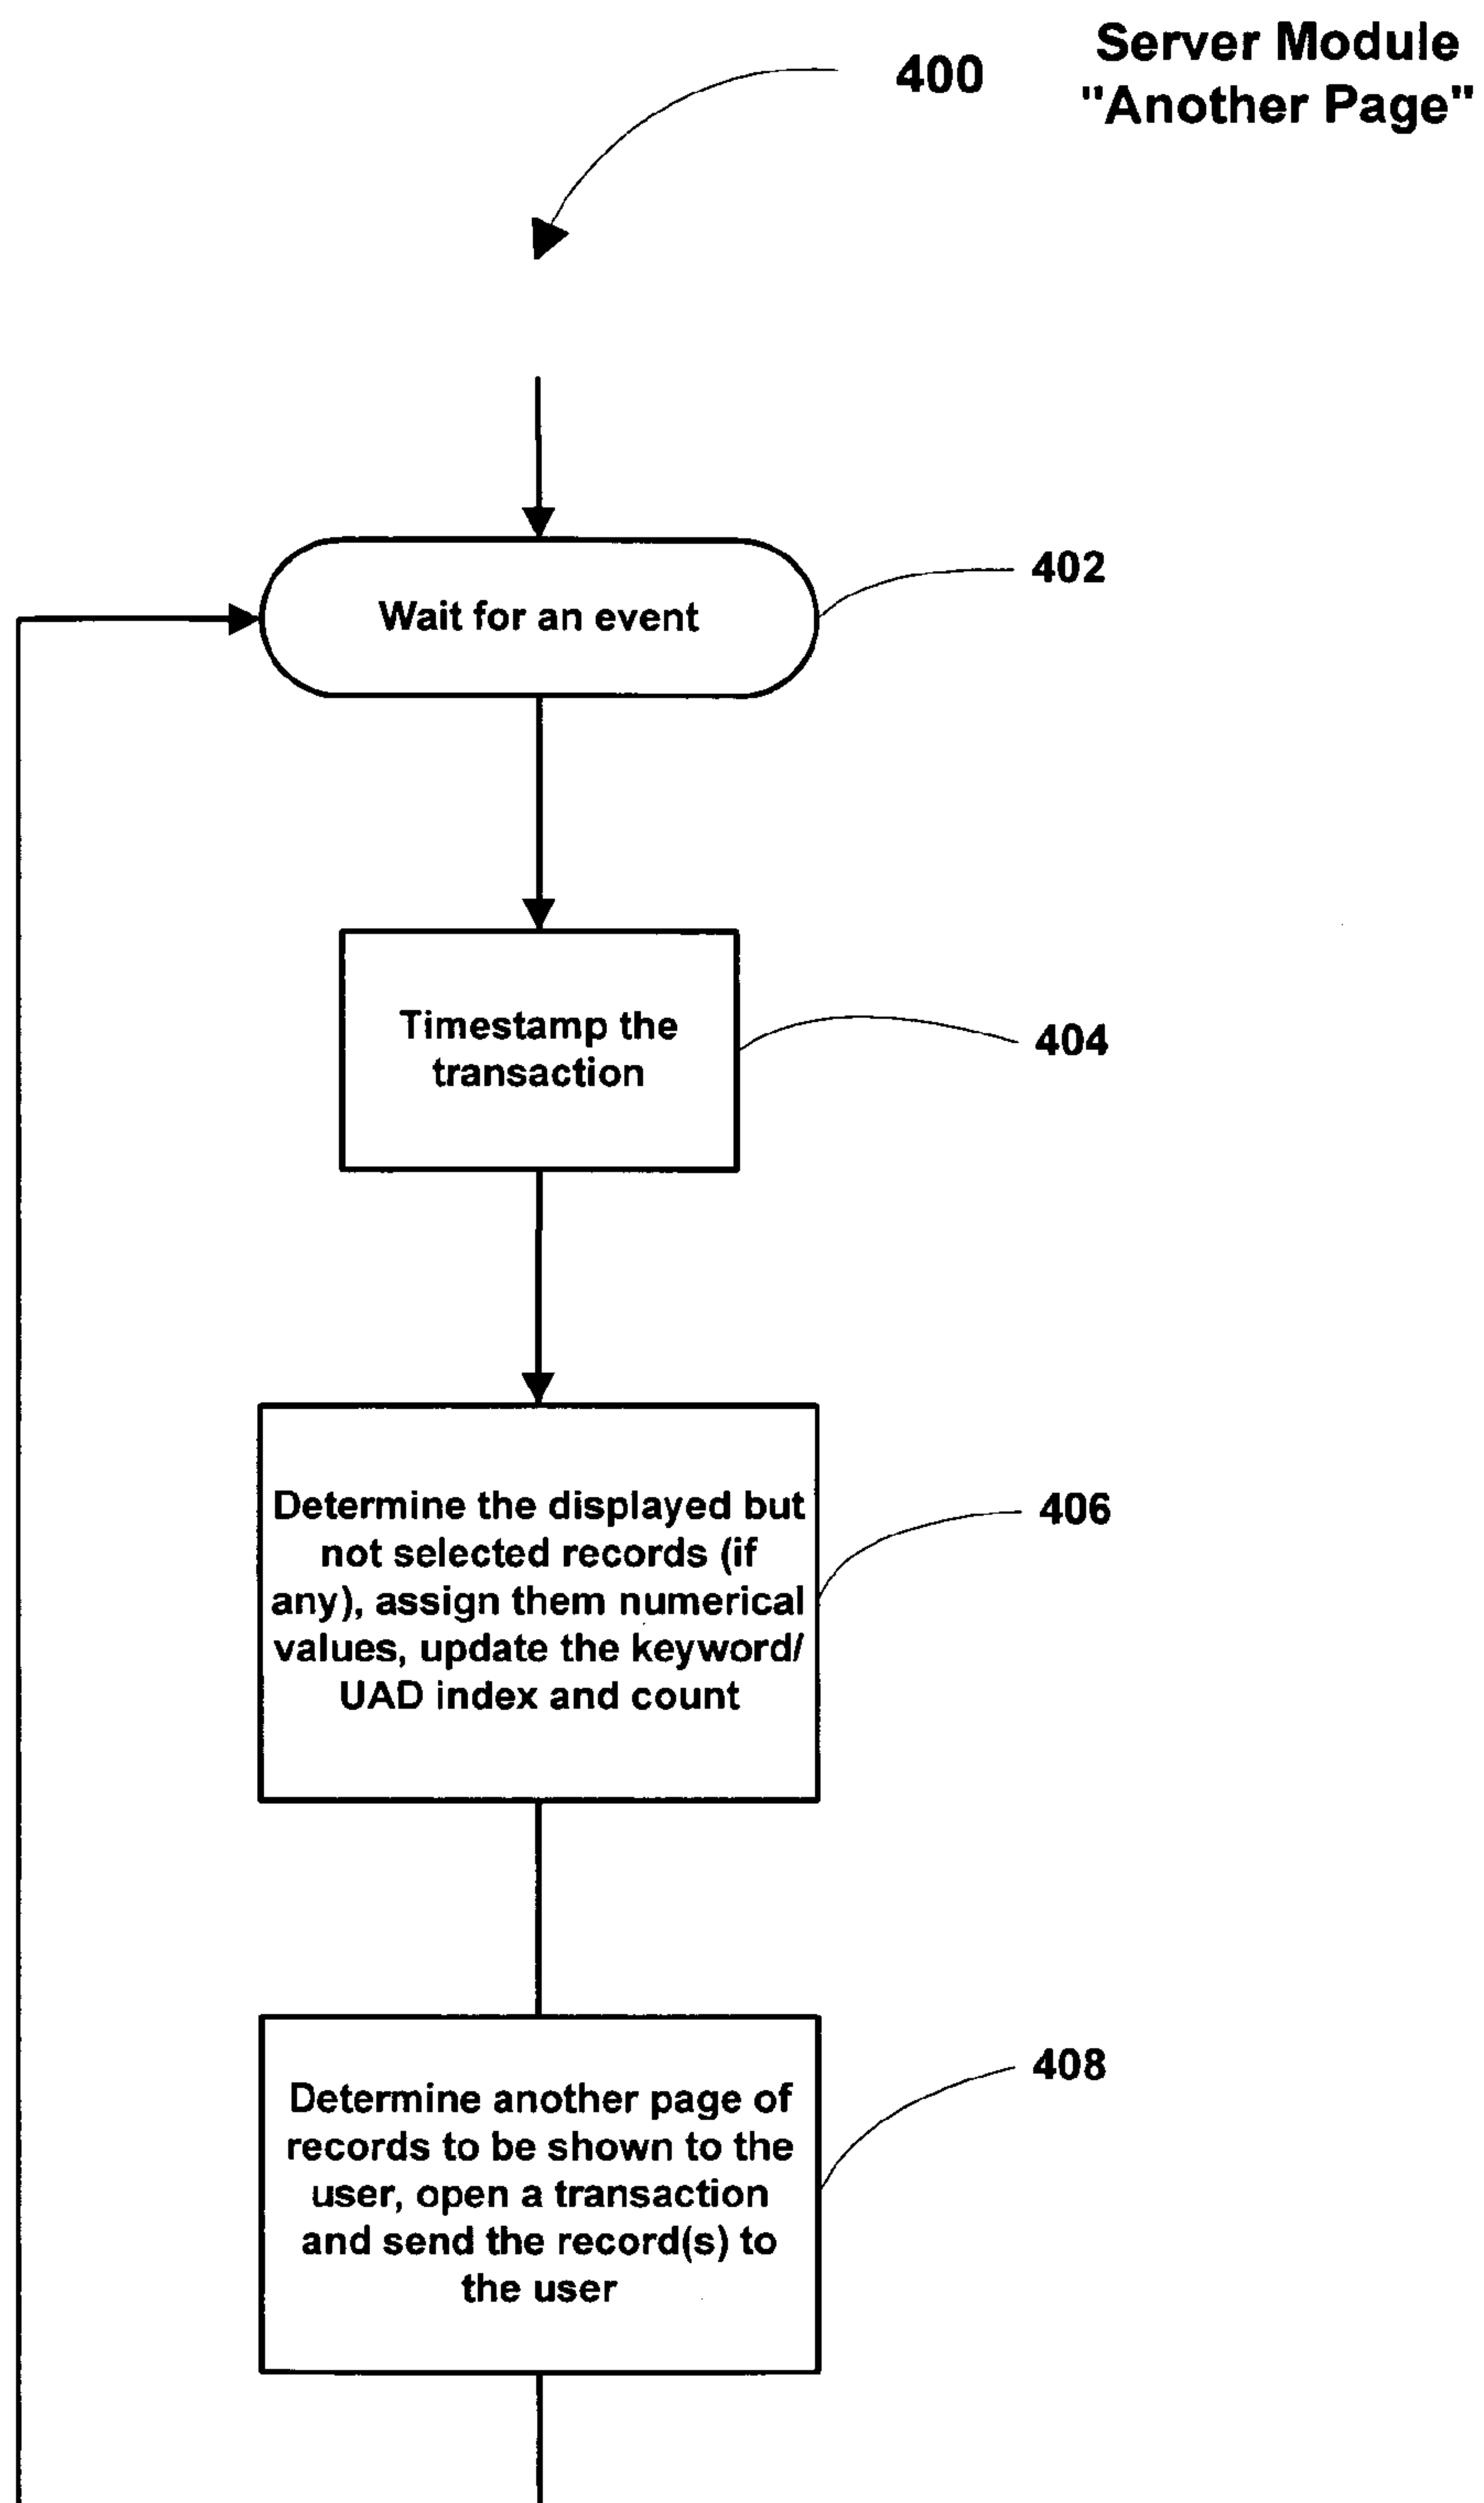 Server Module
"Another Page"
400
Wait for an event
402
Timestamp the
transaction
404
Determine the displayed but
not selected records (if
any), assign them numerical
values, update the keyword/
UAD index and count
406
Determine another page of
records to be shown to the
user, open a transaction
and send the record(s) to
the user
408